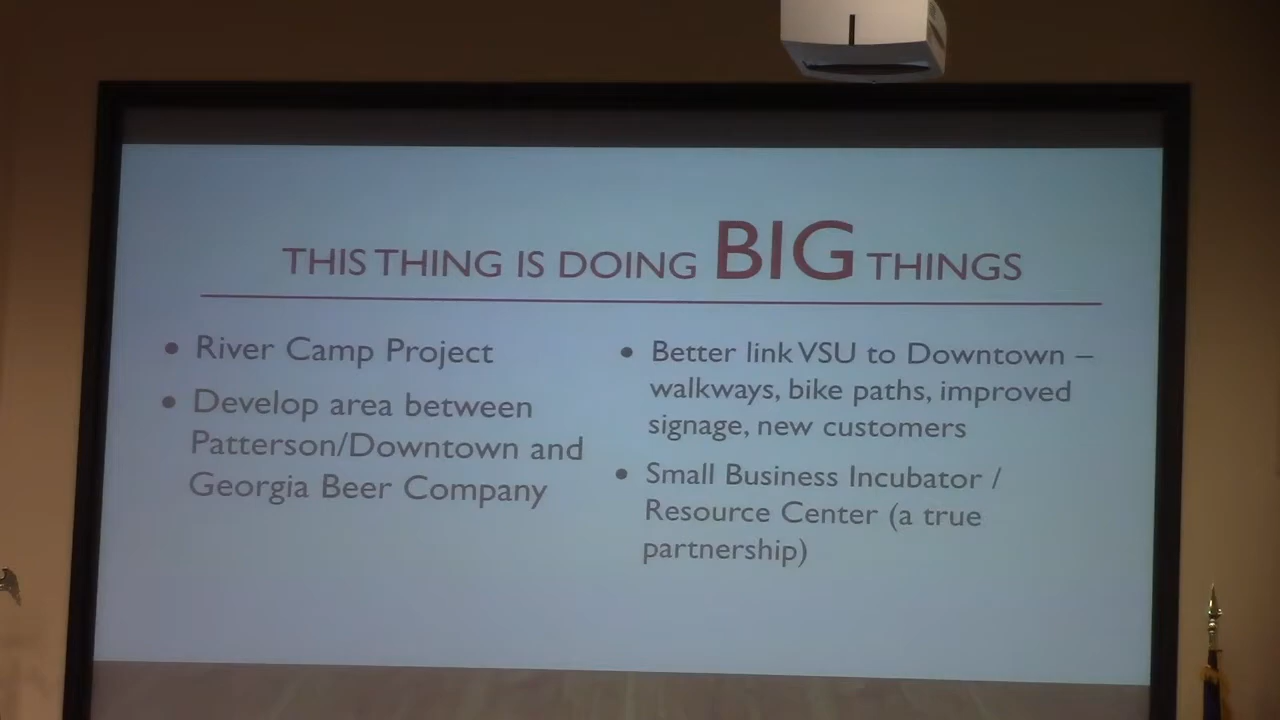 THIS THING IS DOING BIG THINGS
• River Camp Project
• Develop area between
Patterson/Downtown and
Georgia Beer Company
• Better link VSU to Downtown –
walkways, bike paths, improved
signage, new customers
• Small Business Incubator /
Resource Center (a true
partnership)